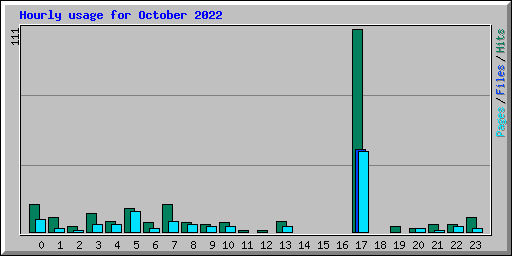 Hourly usage for October 2022
111
Pages/Files/Hits
0 1 2 3 4 5 6 7 8 9 10 11 12 13 14 15 16 17 18 19 20 21 22 23